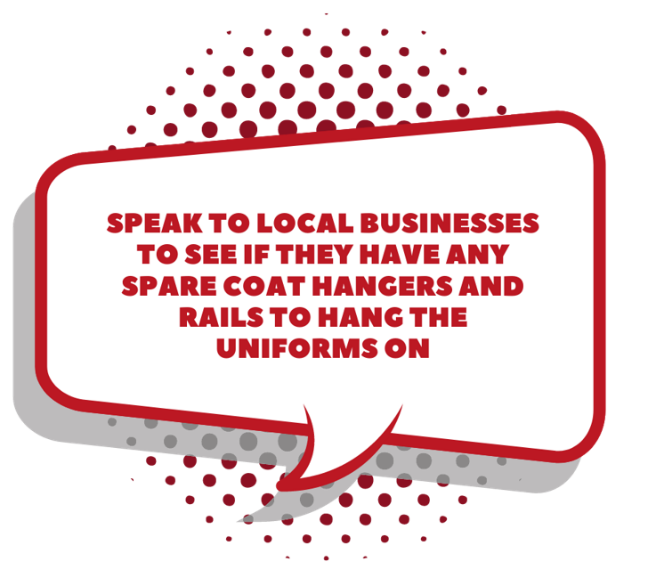 SPEAK TO LOCAL BUSINESSES
TO SEE IF THEY HAVE ANY
SPARE COAT HANGERS AND
RAILS TO HANG THE
UNIFORMS ON